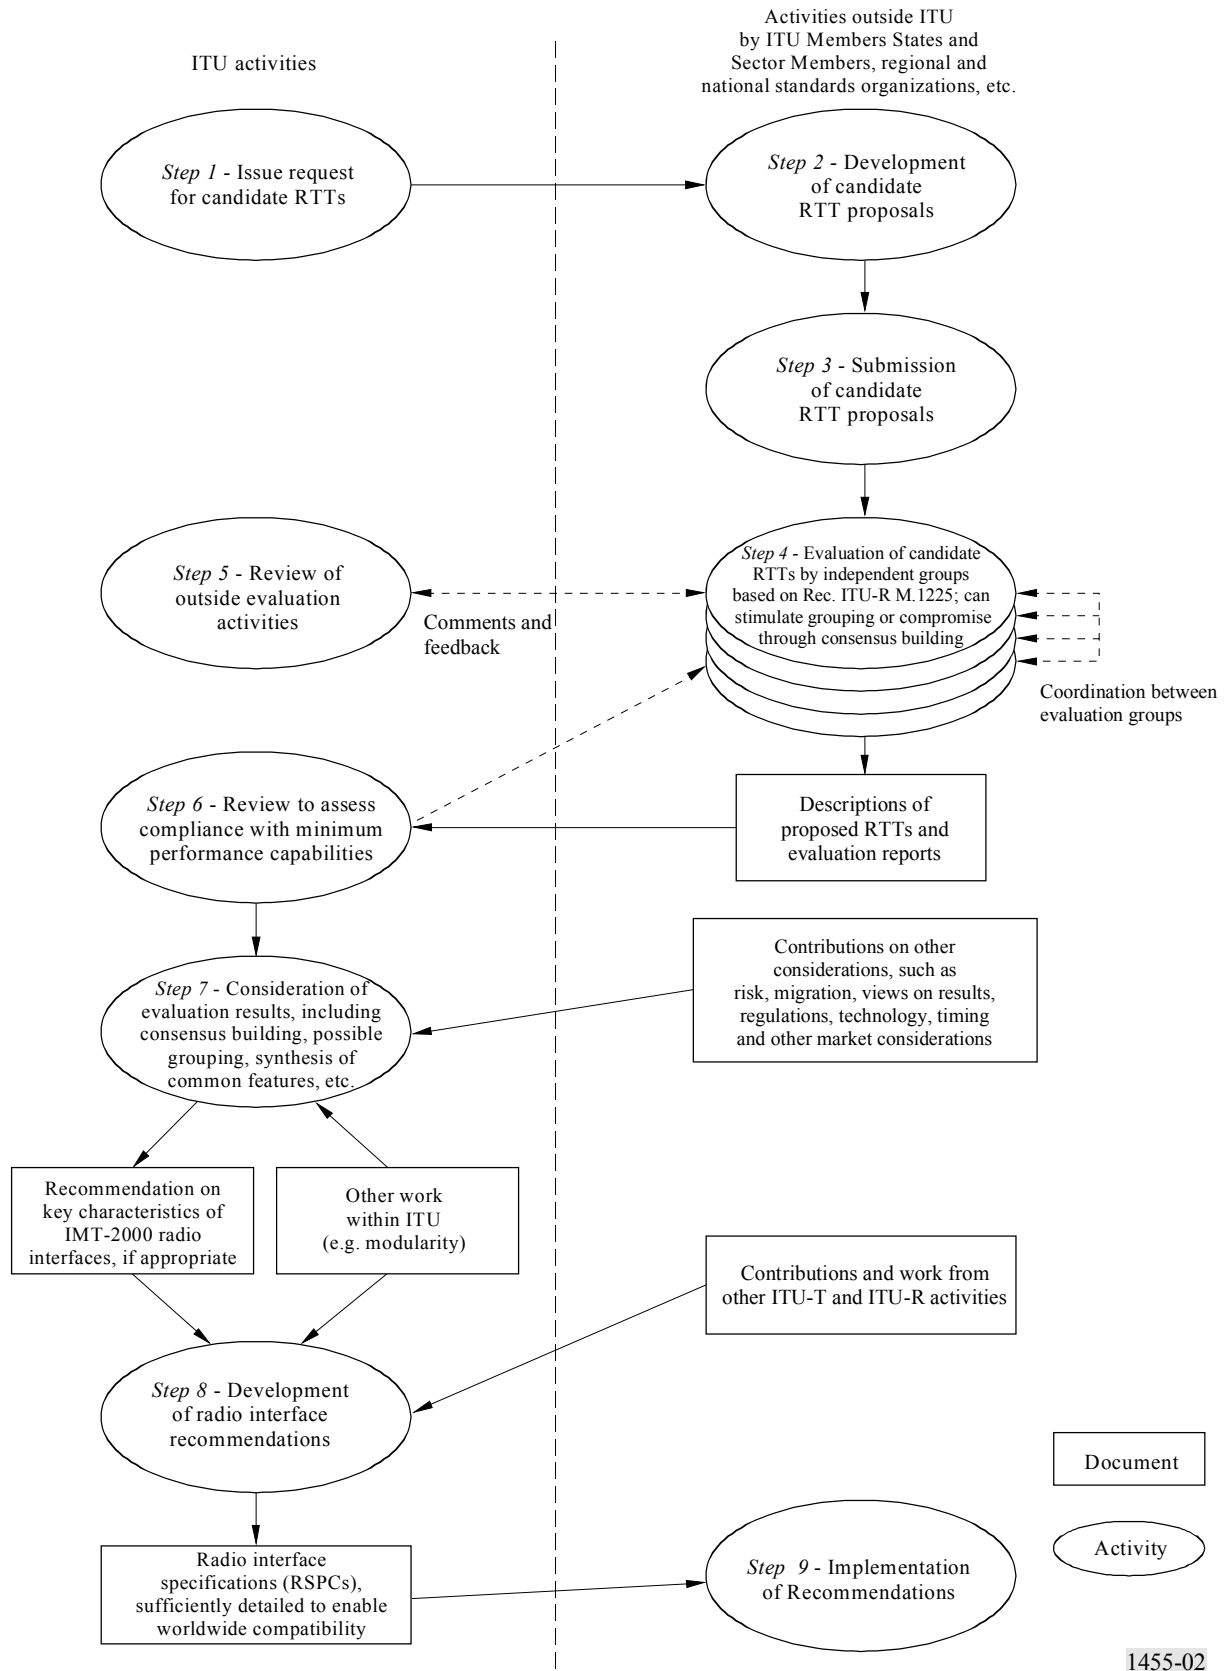 ITU activities
Activities outside ITU
by ITU Members States and
Sector Members, regional and
national standards organizations, etc.
Step 1 - Issue request
for candidate RTTs
Step 2 - Development
of candidate
RTT proposals
Step 3 - Submission
of candidate
RTT proposals
Step 4 - Evaluation of candidate
RTTs by independent groups
based on Rec. ITU-R M.1225; can
stimulate grouping or compromise
through consensus building
Step 5 - Review of
outside evaluation
activities
Comments and
feedback
Coordination between
evaluation groups
Step 6 - Review to assess
compliance with minimum
performance capabilities
Descriptions of
proposed RTTs and
evaluation reports
Step 7 - Consideration of
evaluation results, including
consensus building, possible
grouping, synthesis of
common features, etc.
Contributions on other
considerations, such as
risk, migration, views on results,
regulations, technology, timing
and other market considerations
Recommendation on
key characteristics of
IMT-2000 radio
interfaces, if appropriate
Other work
within ITU
(e.g. modularity)
Contributions and work from
other ITU-T and ITU-R activities
Step 8 - Development
of radio interface
recommendations
Document
Activity
Radio interface
specifications (RSPCs),
sufficiently detailed to enable
worldwide compatibility
Step 9 - Implementation
of Recommendations
1455-02